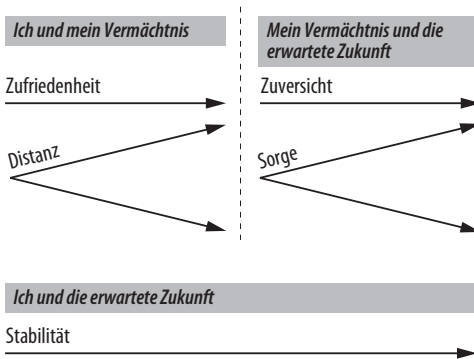 Ich und mein Vermächtnis
Zufriedenheit
Distanz
Mein Vermächtnis und die
erwartete Zukunft
Zuversicht
Sorge
Ich und die erwartete Zukunft
Stabilität